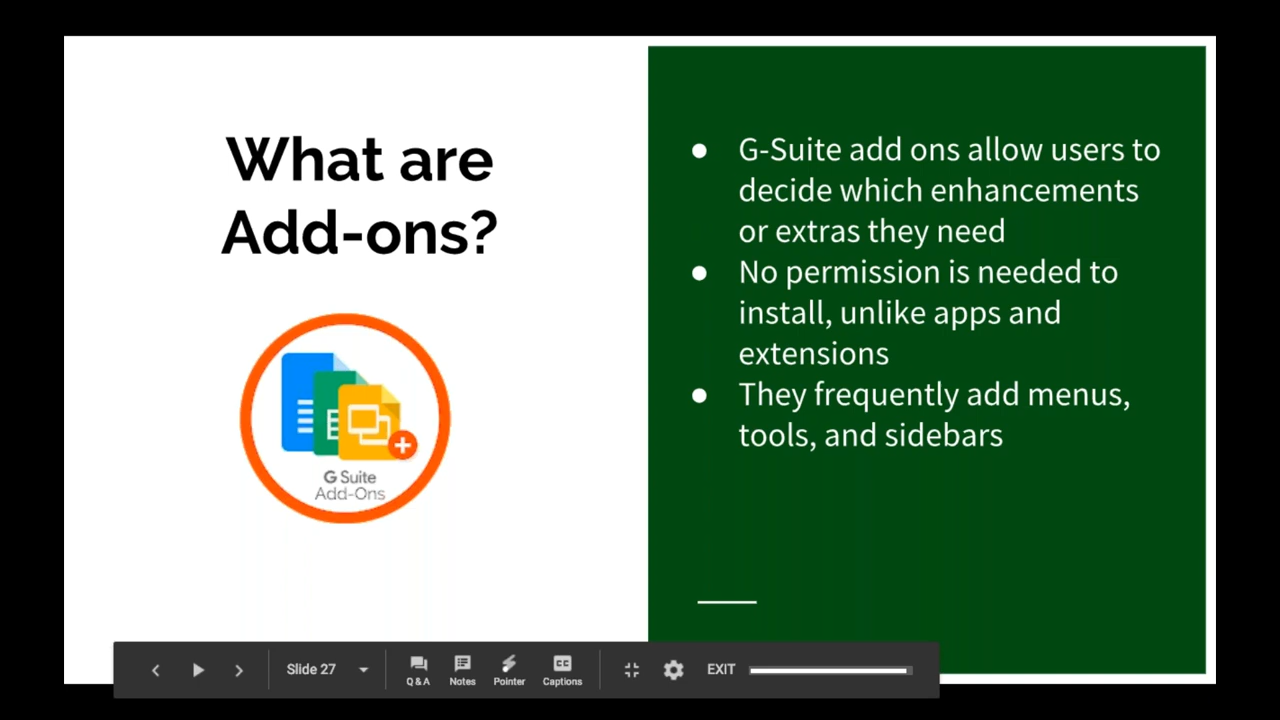 What are
Add-ons?
G Suite
Add-Ons
● G-Suite add ons allow users to
decide which enhancements
or extras they need
● No permission is needed to
install, unlike apps and
extensions
● They frequently add menus,
tools, and sidebars
Slide 27
Q & A
Notes
Pointer
Captions
CC
EXIT